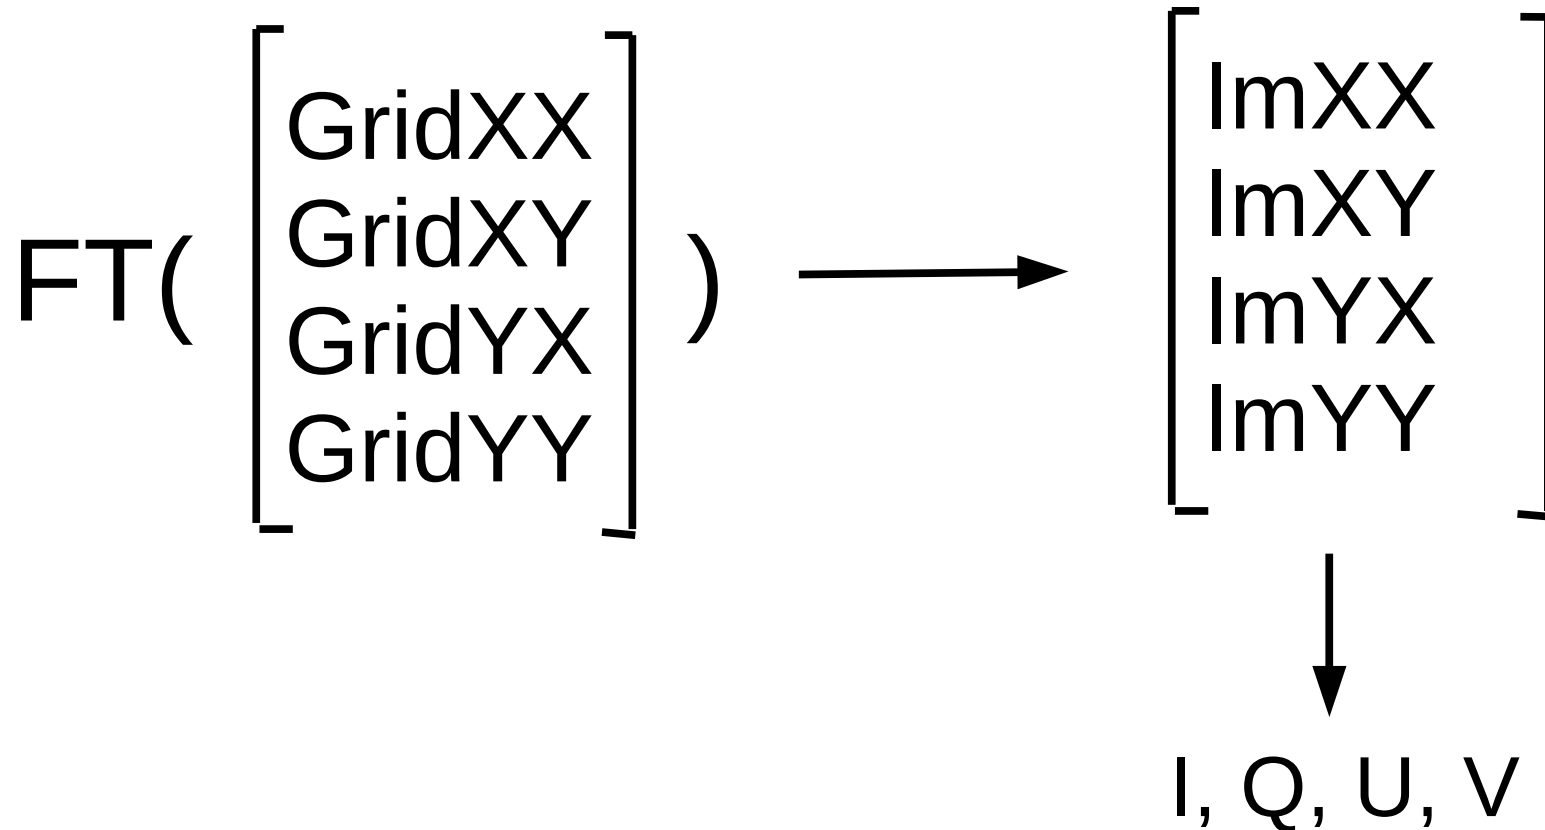 FT(
GridXX
GridXY
GridYX
GridYY
)
ImXX
ImXY
ImYX
ImYY
I, Q, U, V